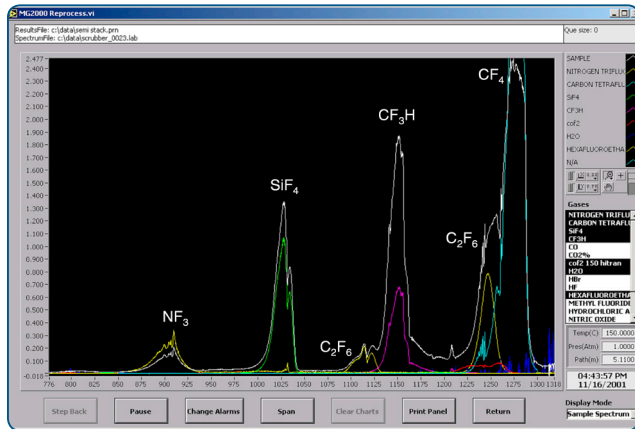 MG2000 Reprocess.vi
ResultsFile: c:\data\semi stack.prn
SpectrumFile: c:\data\scrubber_0023.lab
Que size: 0
2.477
2.400
2.300
2.200
2.100
2.000
1.900
1.800
1.700
1.600
1.500
1.400
1.300
1.200
1.100
1.000
0.900
0.800
0.700
0.600
0.500
0.400
0.300
0.200
0.100
-0.018
776 800 825 850 875 900 925 950 975 1000 1025 1050 1075 1100 1125 1150 1175 1200 1225 1250 1275 1300 1318
NF3
SiF4
C2F6
CF3H
C2F6
CF4
SAMPLE
NITROGEN TRIFLU
CARBON TETRAFLU
SiF4
CF3H
cof2
H2O
HEXAFLUOROETHA
N/A
Gases
NITROGEN TRIFLU
CARBON TETRAFLU
SiF4
CF3H
CO
CO2%
cof2 150 hitran
H2O
HBr
HF
HEXAFLUOROETHA
METHYL FLUORIDE
HYDROCHLORIC A
NITRIC OXIDE
Temp(C) 150.0000
Pres(Atm) 1.0000
Path(m) 5.1100
04:43:57 PM
11/16/2001
Display Mode
Sample Spectrum
Step Back Pause Change Alarms Span Clear Charts Print Panel Return